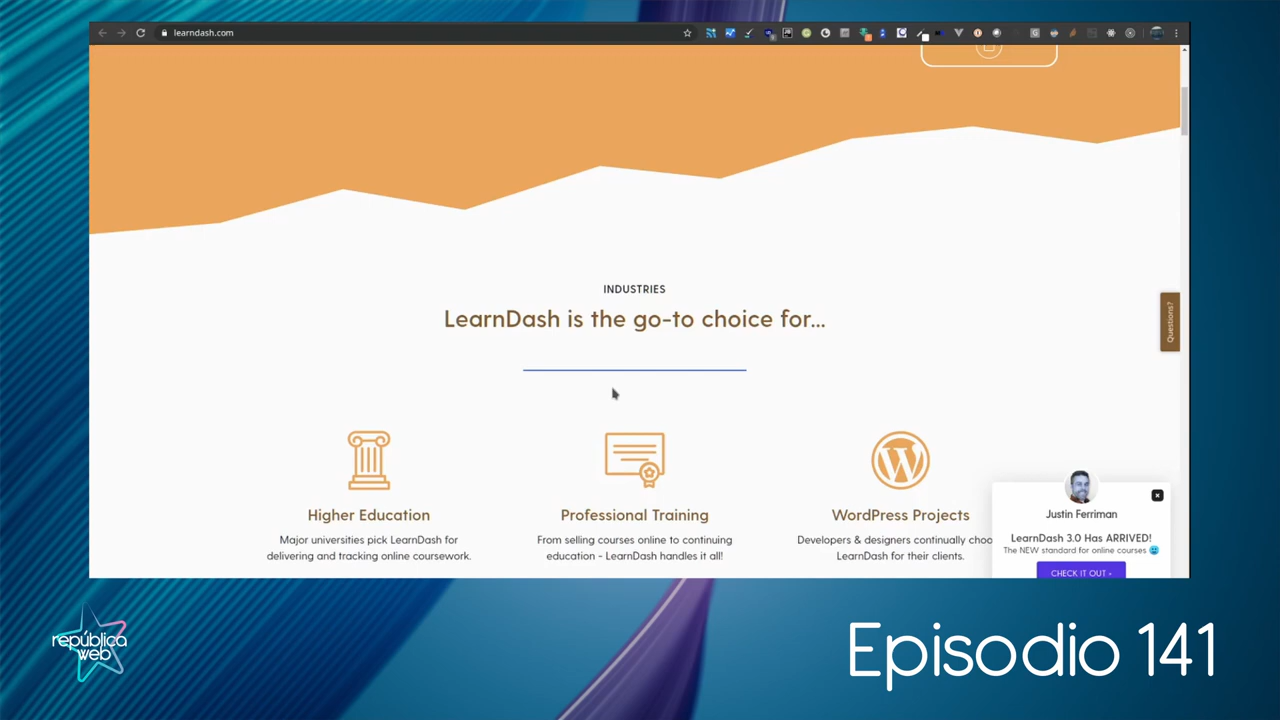 learndash.com
INDUSTRIES
LearnDash is the go-to choice for...
Questions?
Higher Education
Major universities pick LearnDash for
delivering and tracking online coursework.
Professional Training
From selling courses online to continuing
education - LearnDash handles it all!
WordPress Projects
Developers & designers continually choo
LearnDash for their clients.
Justin Ferriman
LearnDash 3.0 Has ARRIVED!
The NEW standard for online courses
CHECK IT OUT »
república
web
Episodio 141